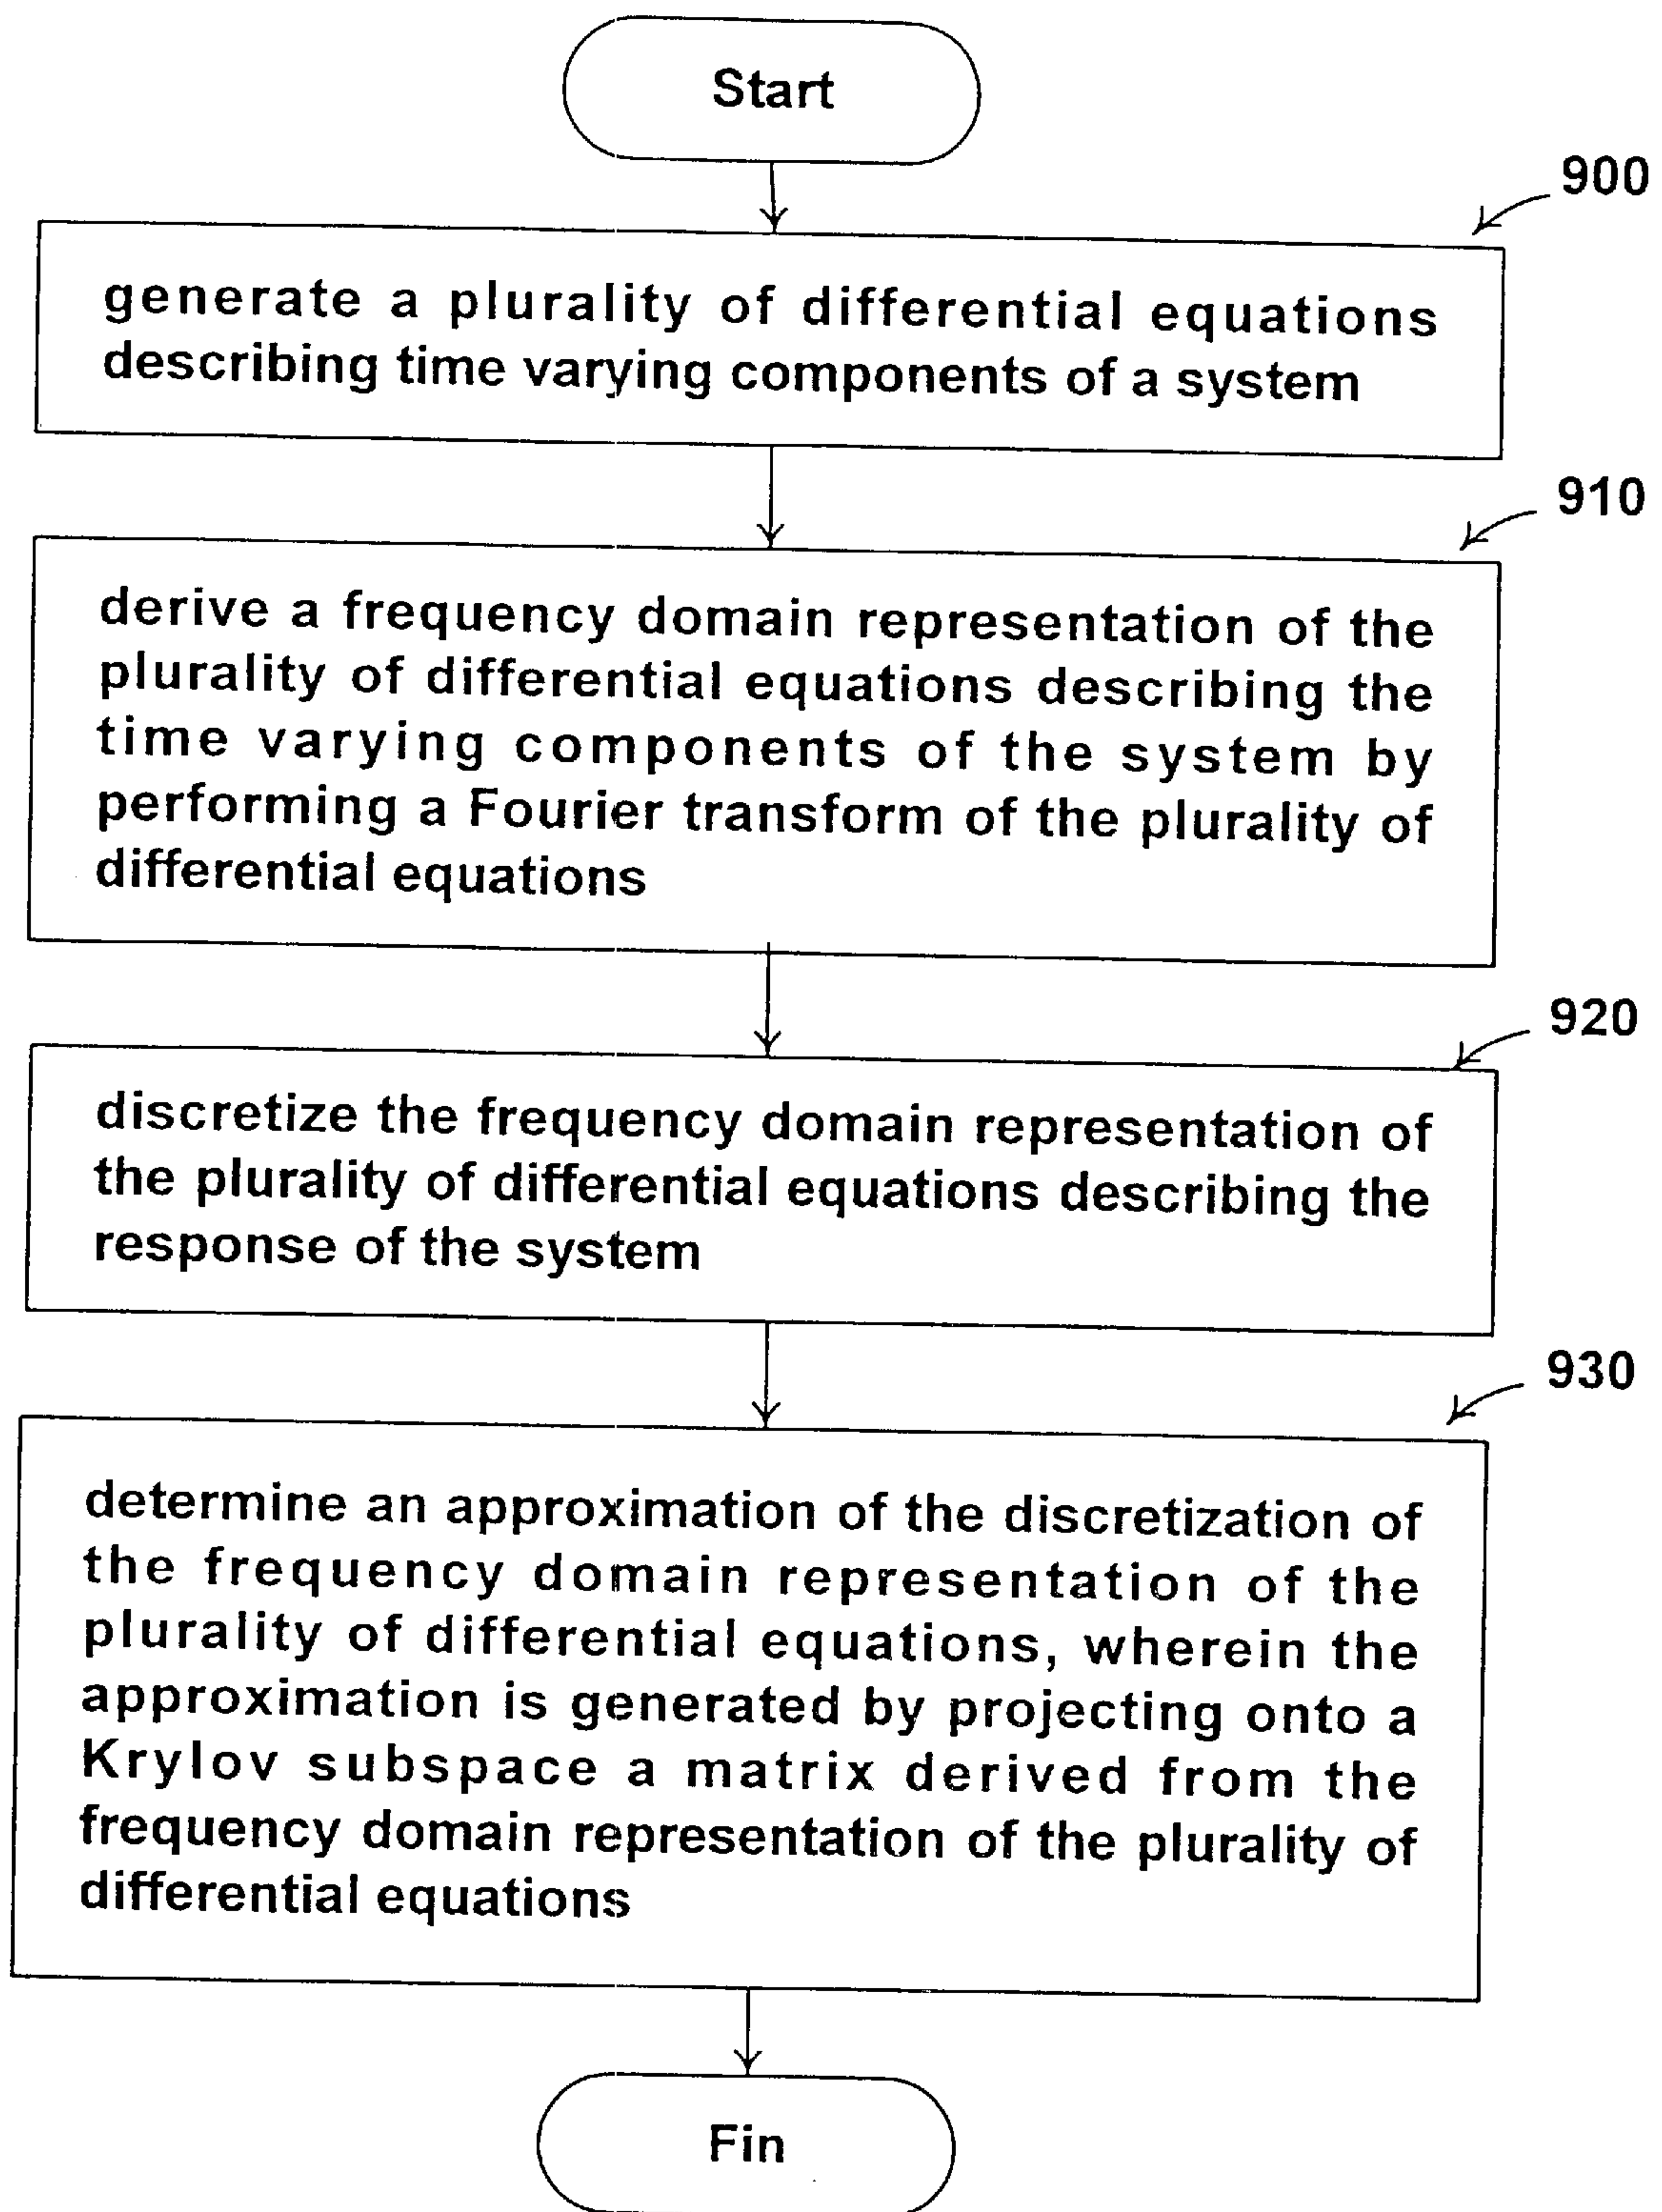 Start
900
generate a plurality of differential equations
describing time varying components of a system
910
derive a frequency domain representation of the
plurality of differential equations describing the
time varying components of the system by
performing a Fourier transform of the plurality of
differential equations
920
discretize the frequency domain representation of
the plurality of differential equations describing the
response of the system
930
determine an approximation of the discretization of
the frequency domain representation of the
plurality of differential equations, wherein the
approximation is generated by projecting onto a
Krylov subspace a matrix derived from the
frequency domain representation of the plurality of
differential equations
Fin